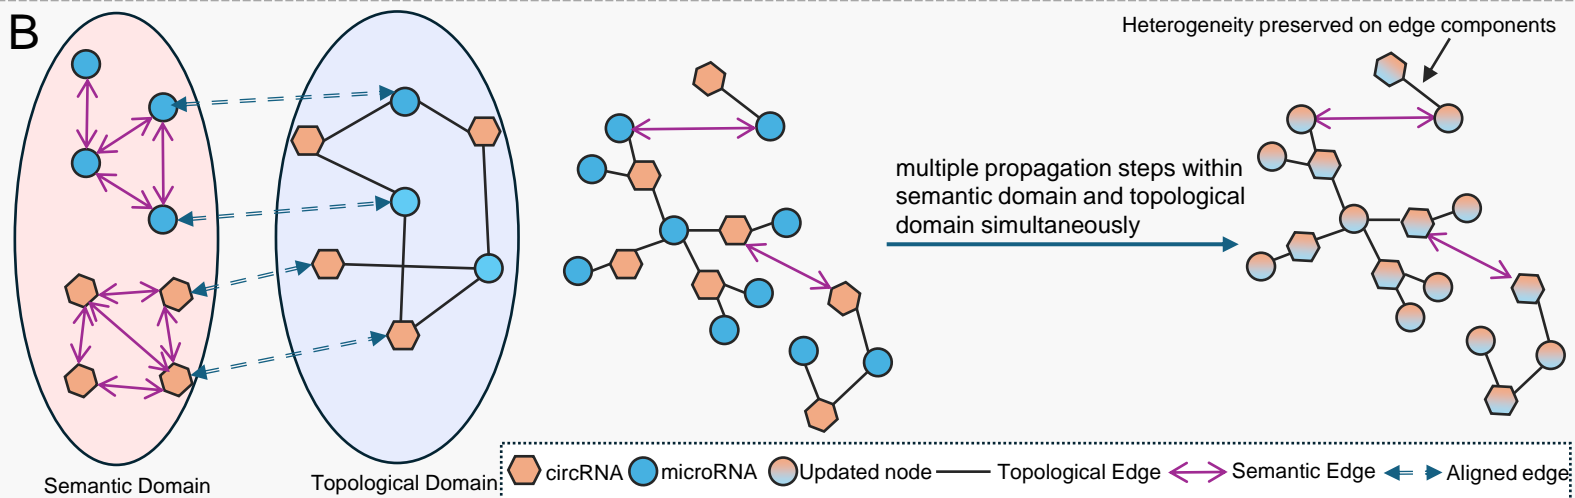 B
Heterogeneity preserved on edge components
multiple propagation steps within
semantic domain and topological
domain simultaneously
Semantic Domain
Topological Domain
circRNA
microRNA
Updated node
Topological Edge
Semantic Edge
Aligned edge